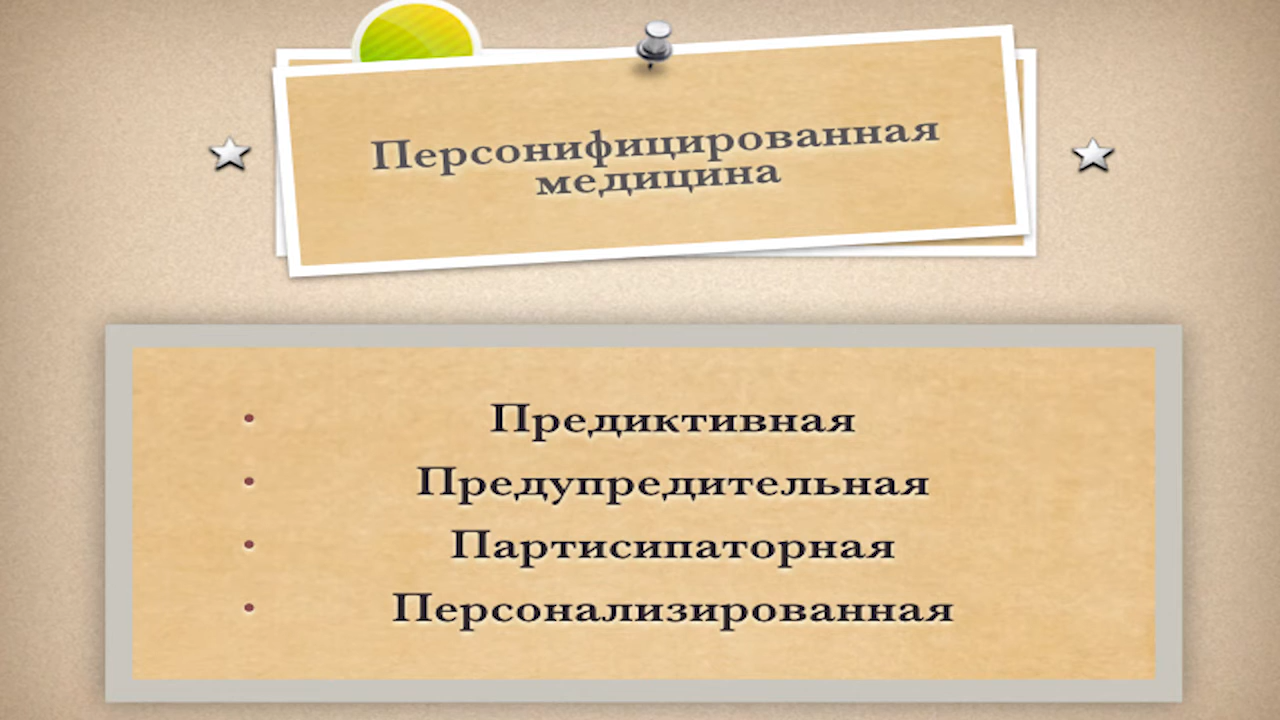 Персонифицированная
медицина
• Предиктивная
• Предупредительная
• Партисипаторная
• Персонализированная